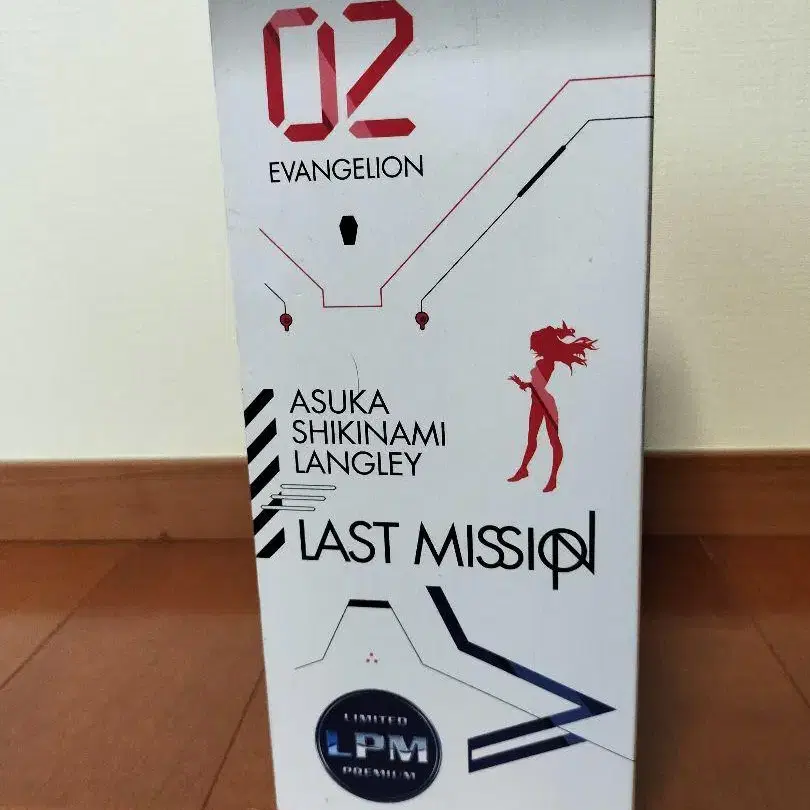 02
EVANGELION
ASUKA
SHIKINAMI
LANGLEY
LAST MISSION
LIMITED
LPM
PREMIUM